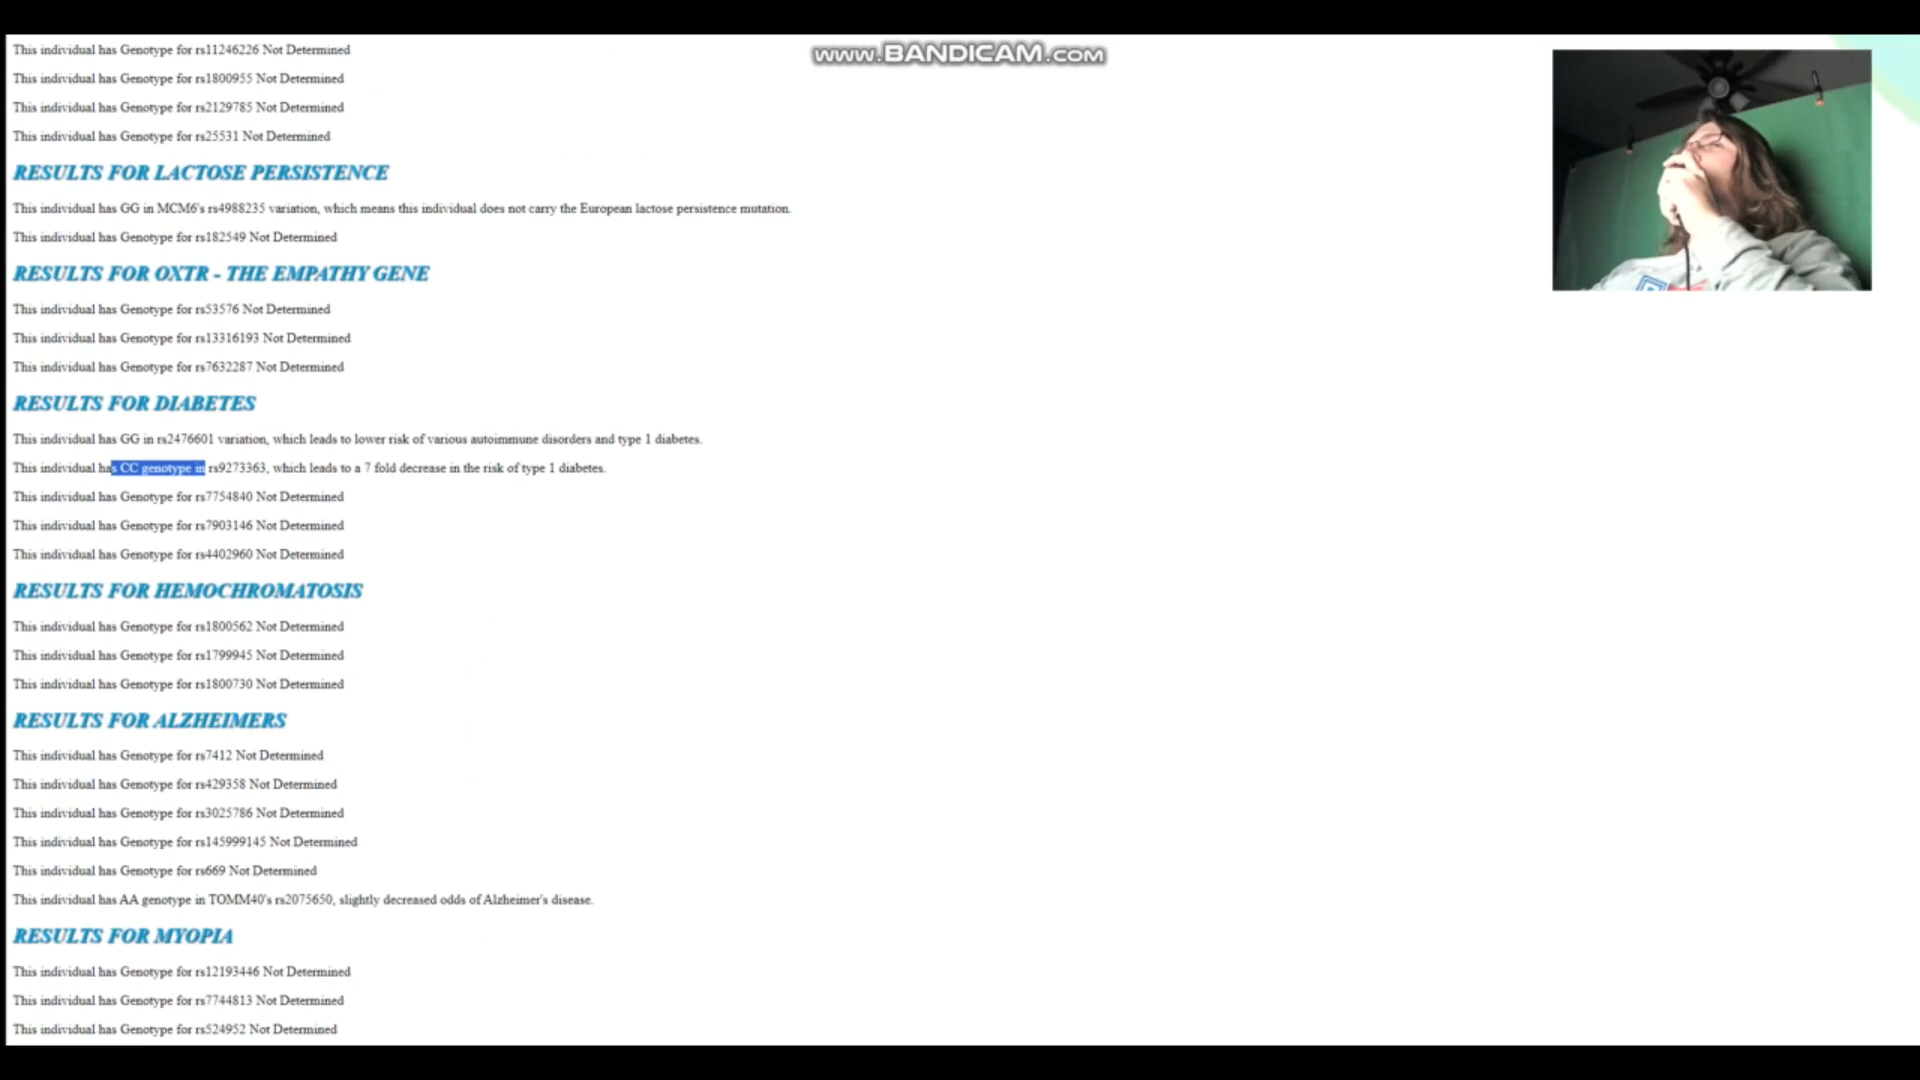 www.BANDICAM.com
This individual has Genotype for rs11246226 Not Determined
This individual has Genotype for rs1800955 Not Determined
This individual has Genotype for rs2129785 Not Determined
This individual has Genotype for rs25531 Not Determined
RESULTS FOR LACTOSE PERSISTENCE
This individual has GG in MCM6's rs4988235 variation, which means this individual does not carry the European lactose persistence mutation.
This individual has Genotype for rs182549 Not Determined
RESULTS FOR OXTR - THE EMPATHY GENE
This individual has Genotype for rs53576 Not Determined
This individual has Genotype for rs13316193 Not Determined
This individual has Genotype for rs7632287 Not Determined
RESULTS FOR DIABETES
This individual has GG in rs2476601 variation, which leads to lower risk of various autoimmune disorders and type 1 diabetes.
This individual has CC genotype in rs9273363, which leads to a 7 fold decrease in the risk of type 1 diabetes.
This individual has Genotype for rs7754840 Not Determined
This individual has Genotype for rs7903146 Not Determined
This individual has Genotype for rs4402960 Not Determined
RESULTS FOR HEMOCHROMATOSIS
This individual has Genotype for rs1800562 Not Determined
This individual has Genotype for rs1799945 Not Determined
This individual has Genotype for rs1800730 Not Determined
RESULTS FOR ALZHEIMERS
This individual has Genotype for rs7412 Not Determined
This individual has Genotype for rs429358 Not Determined
This individual has Genotype for rs3025786 Not Determined
This individual has Genotype for rs145999145 Not Determined
This individual has Genotype for rs669 Not Determined
This individual has AA genotype in TOMM40's rs2075650, slightly decreased odds of Alzheimer's disease.
RESULTS FOR MYOPIA
This individual has Genotype for rs12193446 Not Determined
This individual has Genotype for rs7744813 Not Determined
This individual has Genotype for rs524952 Not Determined